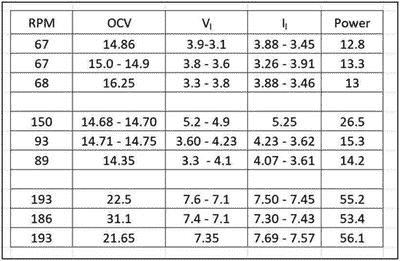 RPM OCV Vl Il Power
67 14.86 3.9-3.1 3.88 - 3.45 12.8
67 15.0 - 14.9 3.8 - 3.6 3.26 - 3.91 13.3
68 16.25 3.3 - 3.8 3.88 - 3.46 13
150 14.68 - 14.70 5.2 - 4.9 5.25 26.5
93 14.71 - 14.75 3.60 - 4.23 4.23 - 3.62 15.3
89 14.35 3.3 - 4.1 4.07 - 3.61 14.2
193 22.5 7.6 - 7.1 7.50 - 7.45 55.2
186 31.1 7.4 - 7.1 7.30 - 7.43 53.4
193 21.65 7.35 7.69 - 7.57 56.1